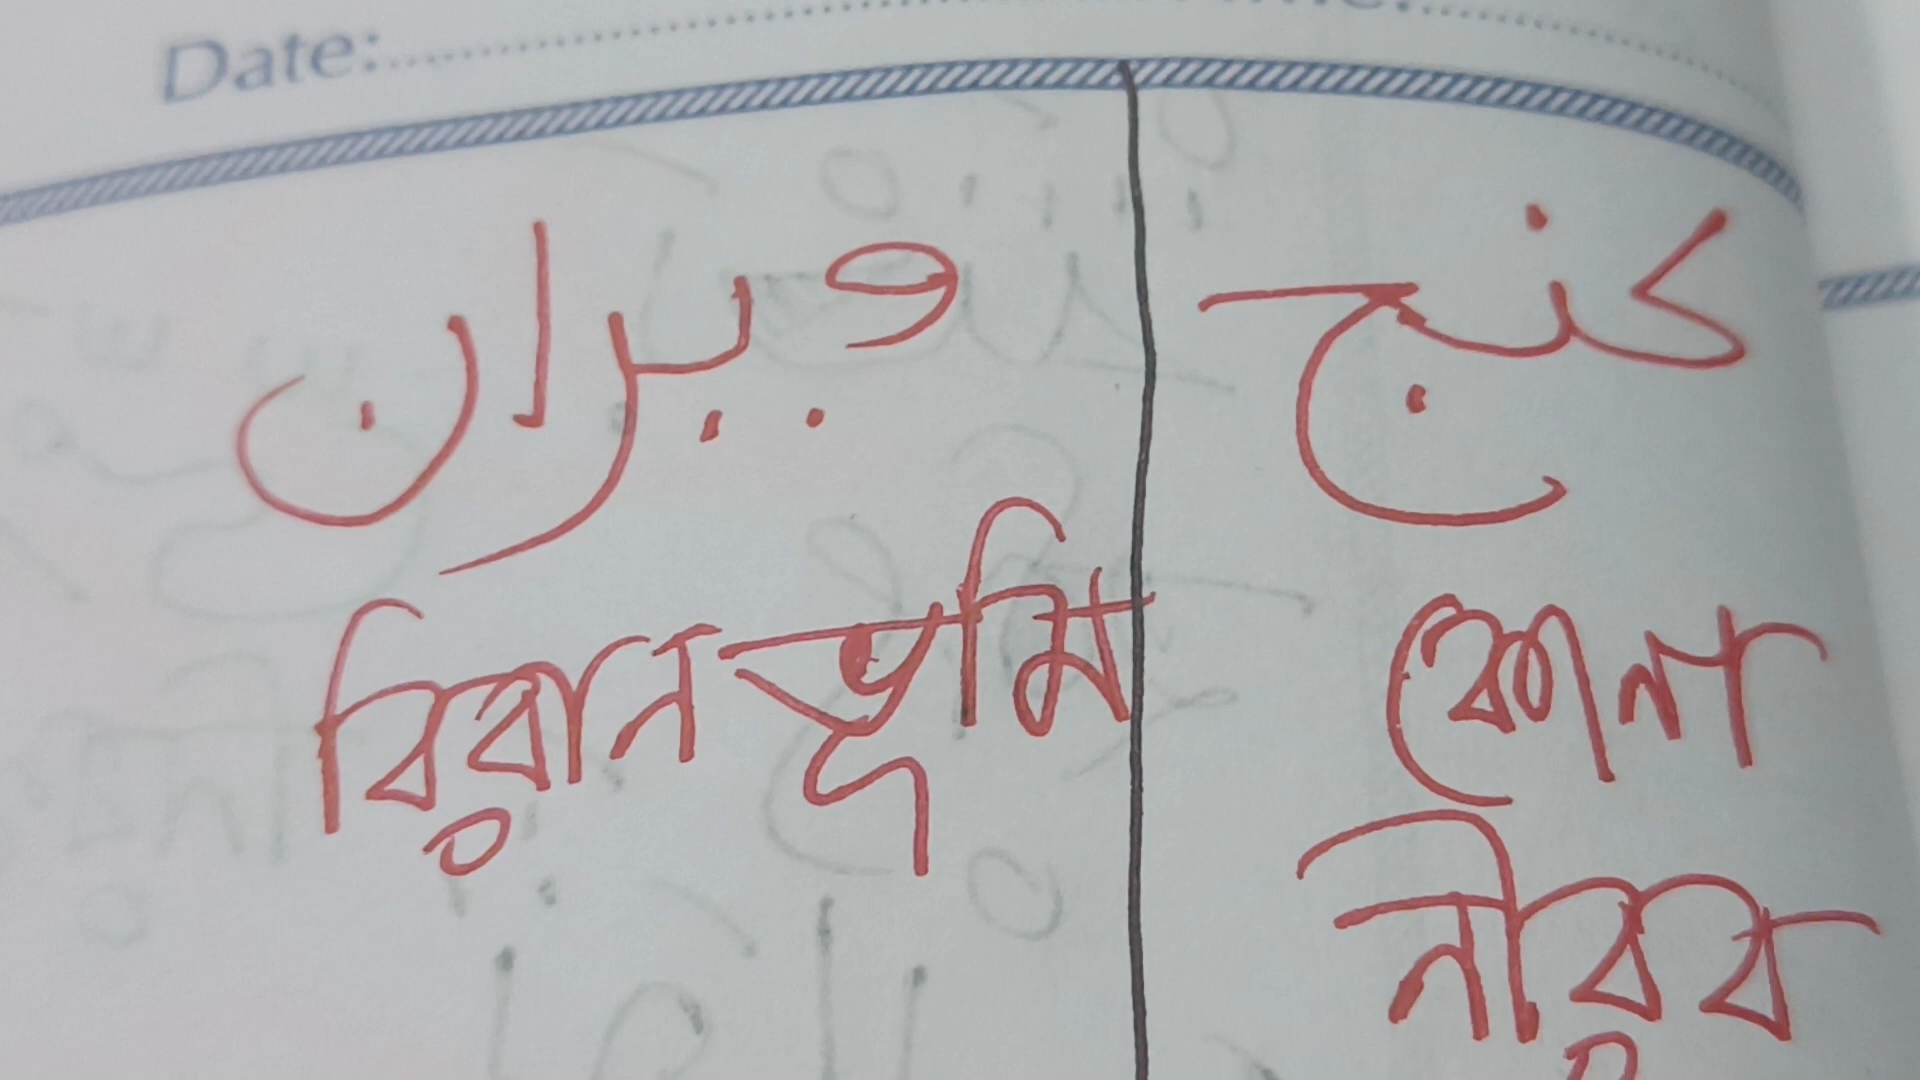 Date:
کنج
ویران
বিরান ভূমি
কোনা
নীরব